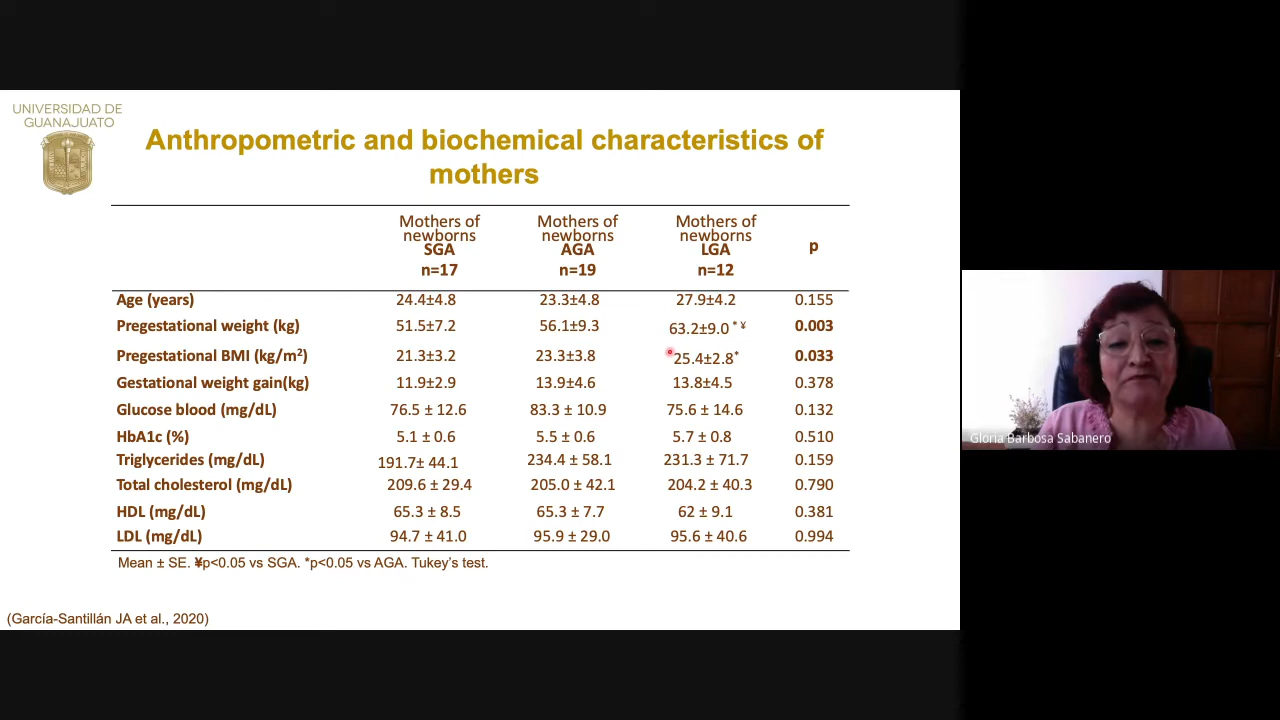 UNIVERSIDAD DE
GUANAJUATO
Anthropometric and biochemical characteristics of
mothers
Mothers of newborns SGA n=17 Mothers of newborns AGA n=19 Mothers of newborns LGA n=12 p
Age (years) 24.4±4.8 23.3±4.8 27.9±4.2 0.155
Pregestational weight (kg) 51.5±7.2 56.1±9.3 63.2±9.0 * ¥ 0.003
Pregestational BMI (kg/m²) 21.3±3.2 23.3±3.8 25.4±2.8* 0.033
Gestational weight gain(kg) 11.9±2.9 13.9±4.6 13.8±4.5 0.378
Glucose blood (mg/dL) 76.5 ± 12.6 83.3 ± 10.9 75.6 ± 14.6 0.132
HbA1c (%) 5.1 ± 0.6 5.5 ± 0.6 5.7 ± 0.8 0.510
Triglycerides (mg/dL) 191.7± 44.1 234.4 ± 58.1 231.3 ± 71.7 0.159
Total cholesterol (mg/dL) 209.6 ± 29.4 205.0 ± 42.1 204.2 ± 40.3 0.790
HDL (mg/dL) 65.3 ± 8.5 65.3 ± 7.7 62 ± 9.1 0.381
LDL (mg/dL) 94.7 ± 41.0 95.9 ± 29.0 95.6 ± 40.6 0.994
Mean ± SE. ¥p<0.05 vs SGA. *p<0.05 vs AGA. Tukey's test.
(García-Santillán JA et al., 2020)
Gloria Barbosa Sabanero